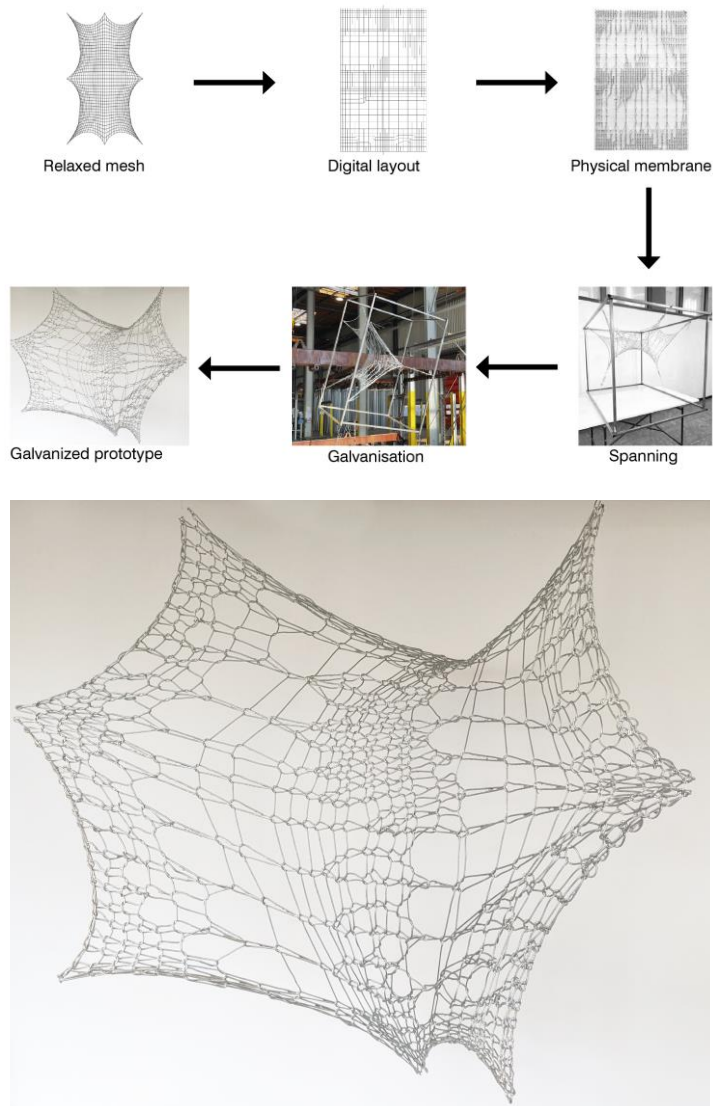 Relaxed mesh
Digital layout
Physical membrane
Galvanized prototype
Galvanisation
Spanning